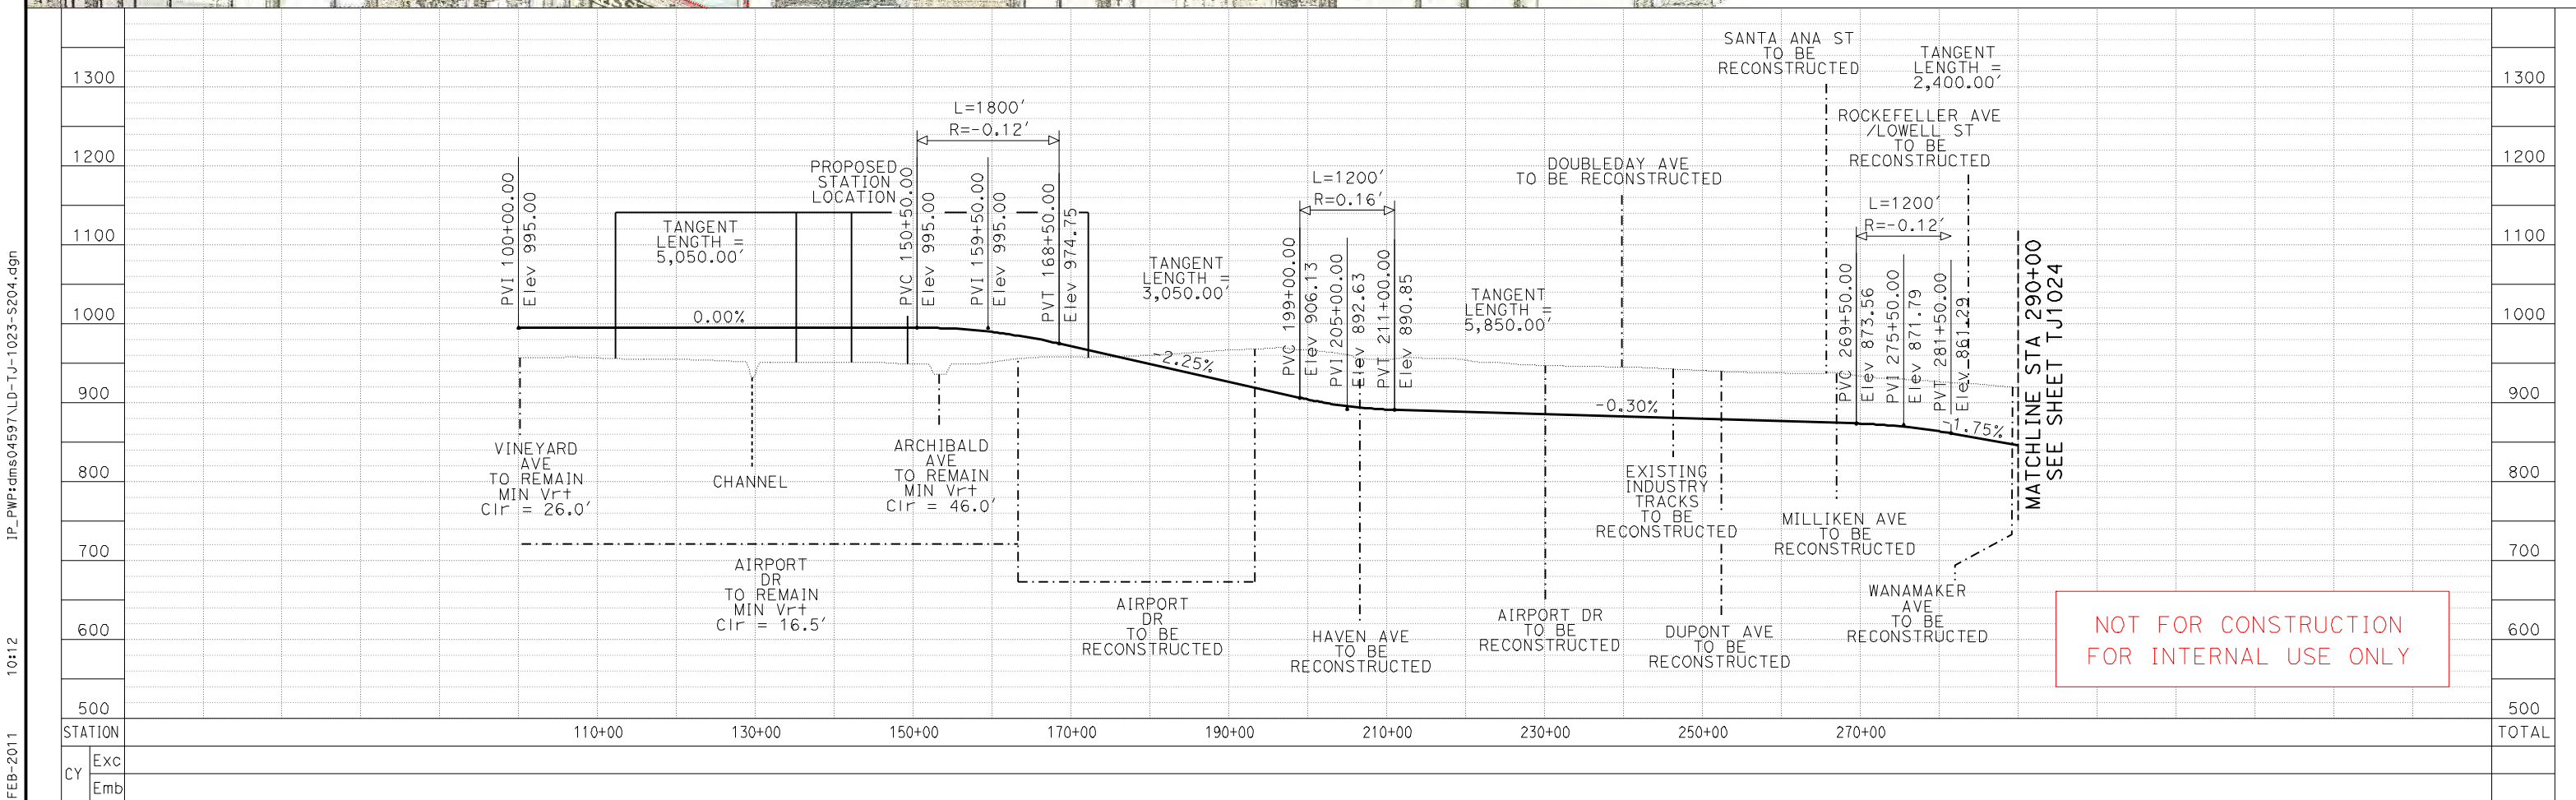 IP_PWP:dms04597\LD-TJ-1023-S204.dgn
10:12
FEB-2011
1300
1200
1100
1000
900
800
700
600
500
PVI 100+00.00
Elev 995.00
TANGENT
LENGTH =
5,050.00'
0.00%
PROPOSED
STATION
LOCATION
L=1800'
R=-0.12'
PVC 150+50.00
Elev 995.00
PVI 159+50.00
Elev 995.00
PVT 168+50.00
Elev 974.75
TANGENT
LENGTH =
3,050.00'
-2.25%
L=1200'
R=0.16'
PVC 199+00.00
Elev 906.13
PVI 205+00.00
Elev 892.63
PVT 211+00.00
Elev 890.85
TANGENT
LENGTH =
5,850.00'
DOUBLEDAY AVE
TO BE RECONSTRUCTED
-0.30%
SANTA ANA ST
TO BE
RECONSTRUCTED
TANGENT
LENGTH =
2,400.00'
ROCKEFELLER AVE
/LOWELL ST
TO BE
RECONSTRUCTED
L=1200'
R=-0.12'
PVC 269+50.00
Elev 873.56
PVI 275+50.00
Elev 871.79
PVT 281+50.00
Elev 861.29
-1.75%
MATCHLINE STA 290+00
SEE SHEET TJ1024
VINEYARD
AVE
TO REMAIN
MIN Vrt
Clr = 26.0'
CHANNEL
ARCHIBALD
AVE
TO REMAIN
MIN Vrt
Clr = 46.0'
AIRPORT
DR
TO REMAIN
MIN Vrt
Clr = 16.5'
AIRPORT
DR
TO BE
RECONSTRUCTED
HAVEN AVE
TO BE
RECONSTRUCTED
AIRPORT DR
TO BE
RECONSTRUCTED
EXISTING
INDUSTRY
TRACKS
TO BE
RECONSTRUCTED
DUPONT AVE
TO BE
RECONSTRUCTED
MILLIKEN AVE
TO BE
RECONSTRUCTED
WANAMAKER
AVE
TO BE
RECONSTRUCTED
NOT FOR CONSTRUCTION
FOR INTERNAL USE ONLY
1300
1200
1100
1000
900
800
700
600
500
STATION 110+00 130+00 150+00 170+00 190+00 210+00 230+00 250+00 270+00 TOTAL
CY
Exc
Emb